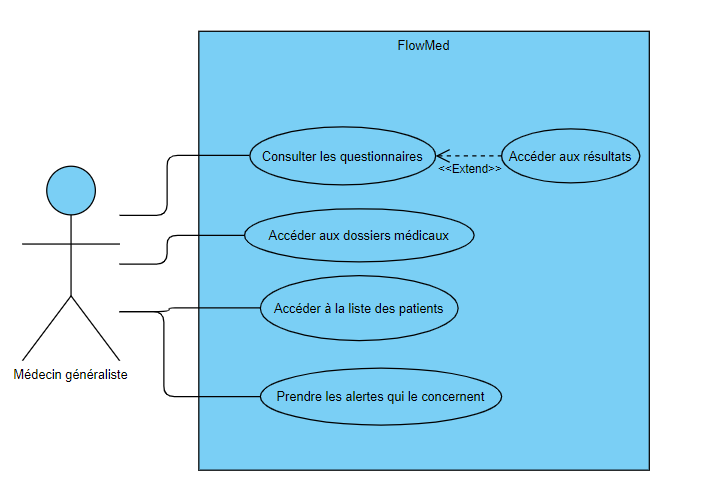 FlowMed
Consulter les questionnaires
Accéder aux résultats
<<Extend>>
Accéder aux dossiers médicaux
Accéder à la liste des patients
Médecin généraliste
Prendre les alertes qui le concernent